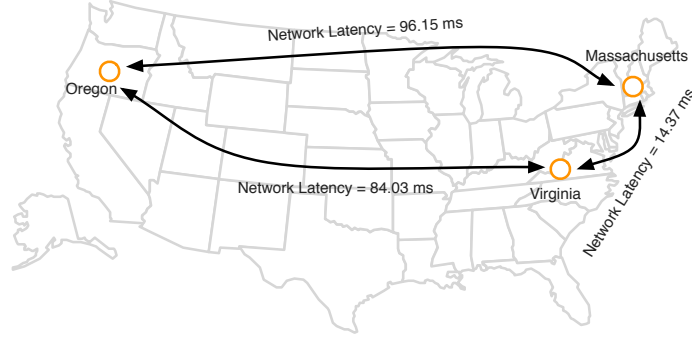 Network Latency = 96.15 ms
Massachusetts
Oregon
Network Latency = 14.37 ms
Network Latency = 84.03 ms
Virginia